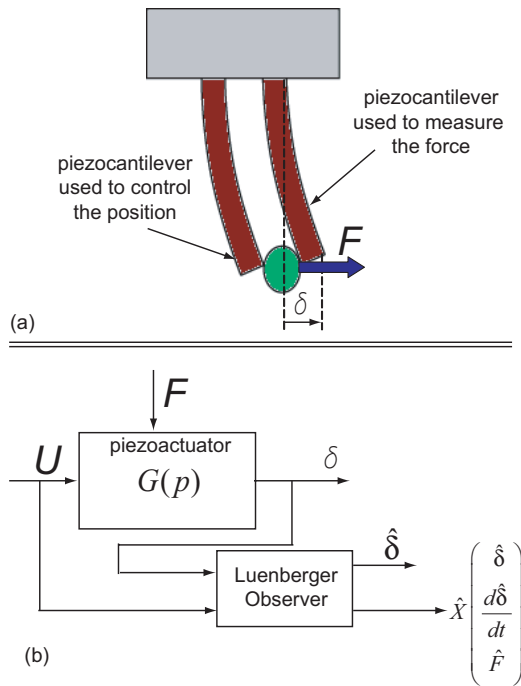 piezocantilever
used to measure
the force
piezocantilever
used to control
the position
F
δ
(a)
F
piezoactuator
U
G(p)
δ
δ̂
Luenberger
Observer
X̂ ( δ̂
dδ̂
dt
F̂ )
(b)